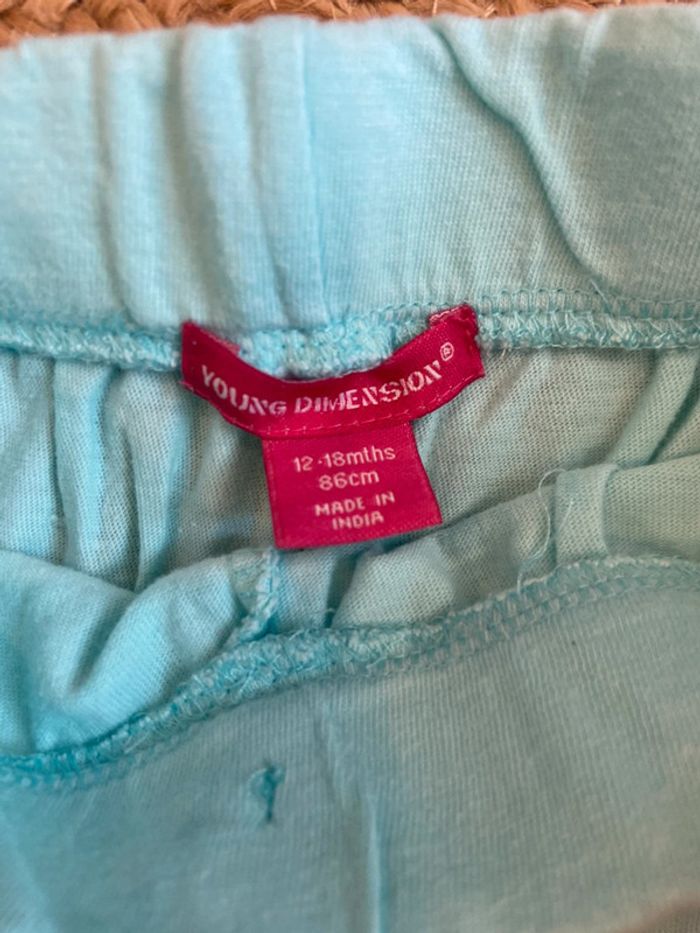 YOUNG DIMENSION®
12-18mths
86cm
MADE IN
INDIA